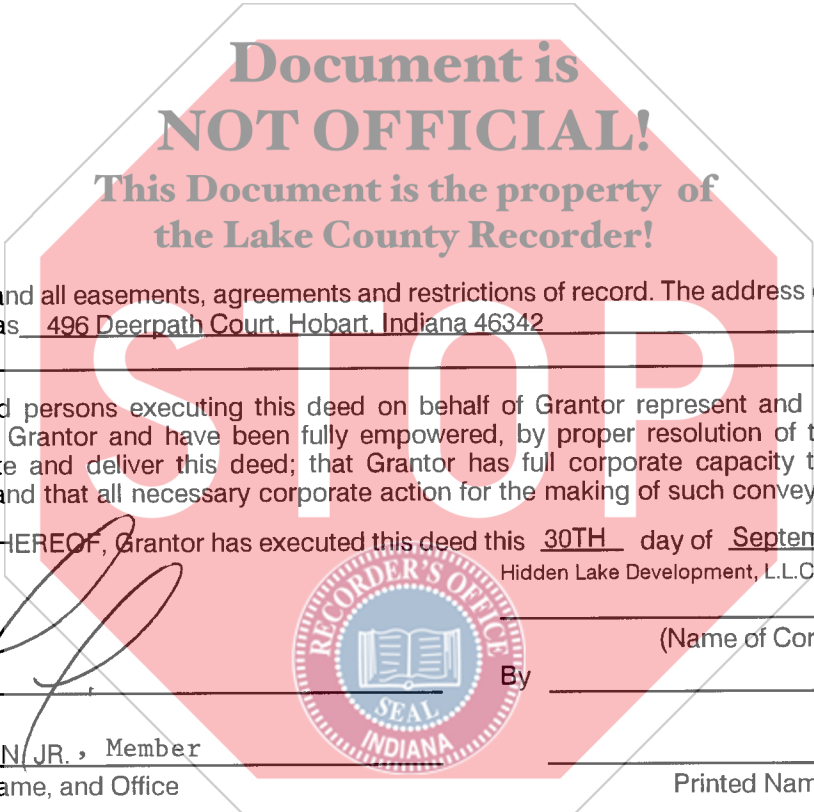 Document is
NOT OFFICIAL!
This Document is the property of
the Lake County Recorder!
and all easements, agreements and restrictions of record. The address
as 496 Deerpath Court, Hobart, Indiana 46342
STOP
persons executing this deed on behalf of Grantor represent and
Grantor and have been fully empowered, by proper resolution of
and deliver this deed; that Grantor has full corporate capacity
and that all necessary corporate action for the making of such convey
HEREOF, Grantor has executed this deed this 30TH day of Septem
Hidden Lake Development, L.L.C
(Name of Cor
By
RECORDER'S OFFICE
SEAL
INDIANA
N JR., Member
ame, and Office
Printed Nam